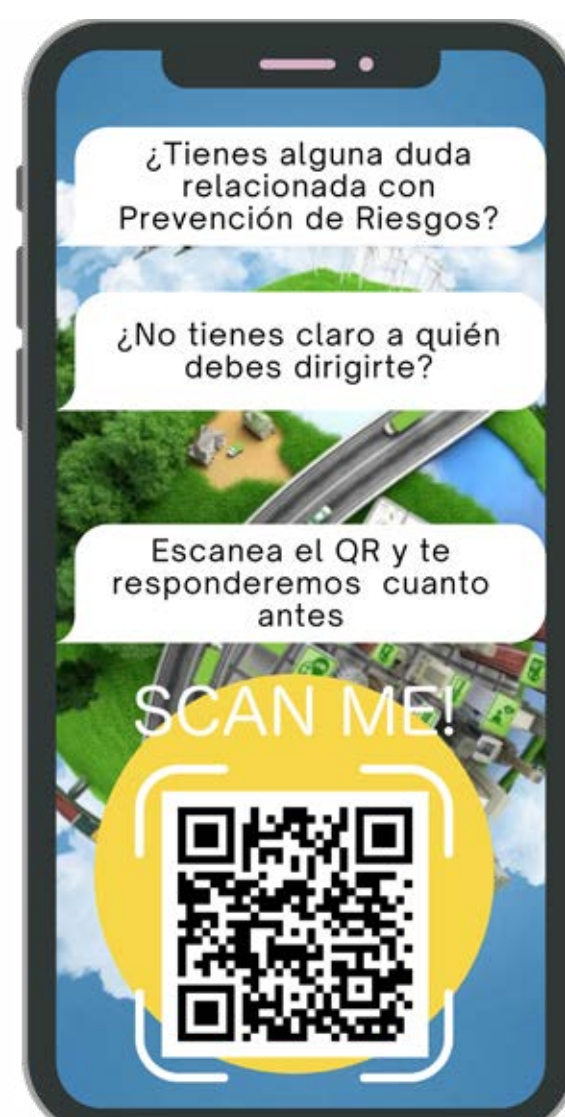 ¿Tienes alguna duda
relacionada con
Prevención de Riesgos?
¿No tienes claro a quién
debes dirigirte?
Escanea el QR y te
responderemos cuanto
antes
SCAN ME!